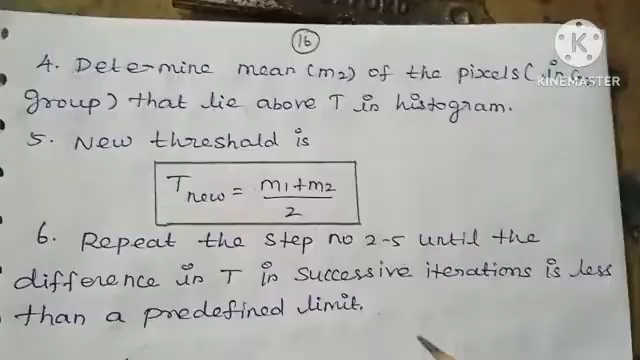 16
4. Determine mean (m2) of the pixels (in
group) that lie above T in histogram.
5. New threshold is
T new = m1+m2 / 2
6. Repeat the step no 2-5 until the
difference in T in successive iterations is less
than a predefined limit.
KINEMASTER